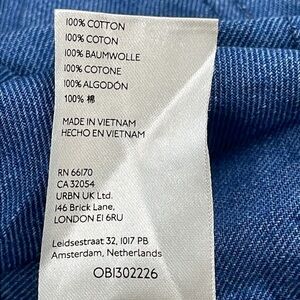 100% COTTON
100% COTON
100% BAUMWOLLE
100% COTONE
100% ALGODÓN
100% 棉
MADE IN VIETNAM
HECHO EN VIETNAM
RN 66170
CA 32054
URBN UK Ltd.
146 Brick Lane,
LONDON E1 6RU
Leidsestraat 32, 1017 PB
Amsterdam, Netherlands
OB1302226